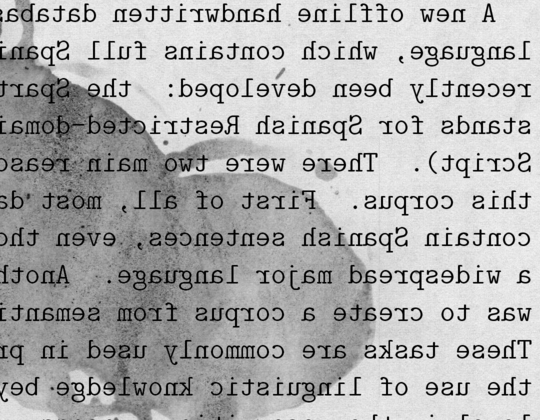 A new offline handwritten databas
language, which contains full Spani
recently been developed: the Spart
stands for Spanish Restricted-domai
Script). There were two main reaso
this corpus. First of all, most da
contain Spanish sentences, even tho
a widespread major language. Anoth
was to create a corpus from semanti
These tasks are commonly used in pr
the use of linguistic knowledge bey